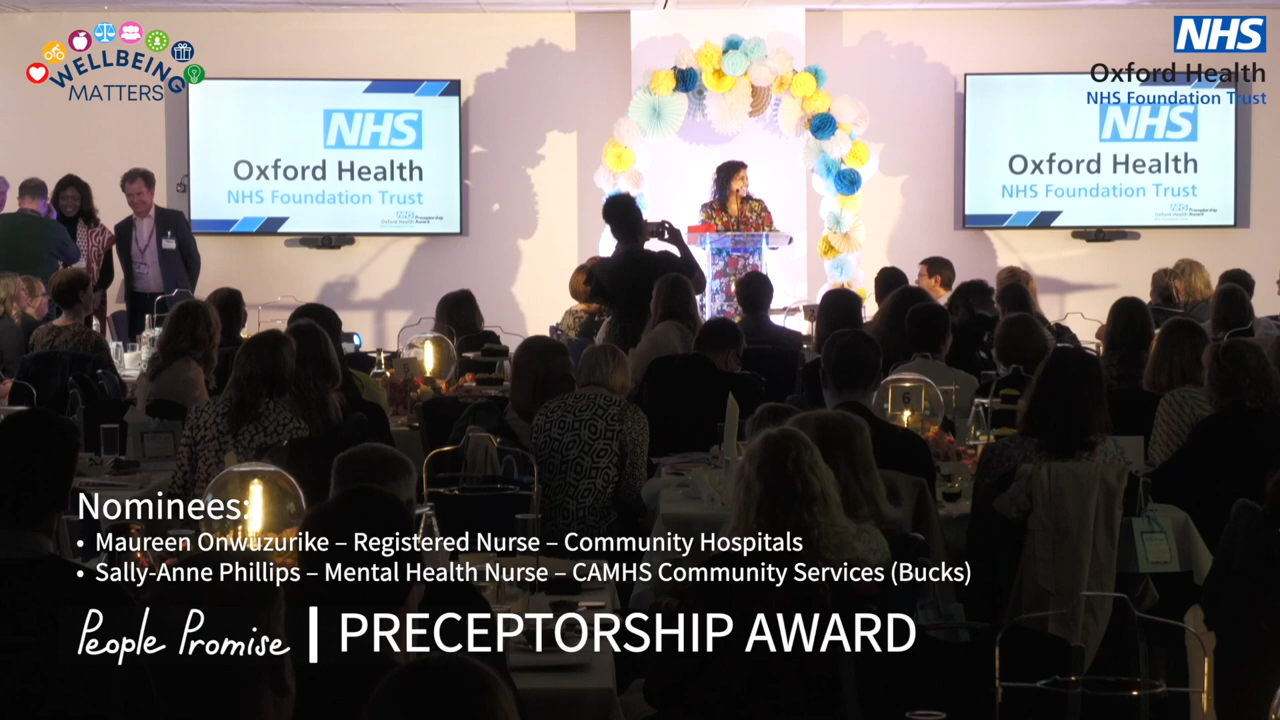 WELLBEING
MATTERS
NHS
Oxford Health
NHS Foundation Trust
NHS
Oxford Health
NHS Foundation Trust
NHS
Oxford Health
NHS Foundation Trust
6
Nominees:
• Maureen Onwuzurike – Registered Nurse – Community Hospitals
• Sally-Anne Phillips – Mental Health Nurse – CAMHS Community Services (Bucks)
People Promise | PRECEPTORSHIP AWARD